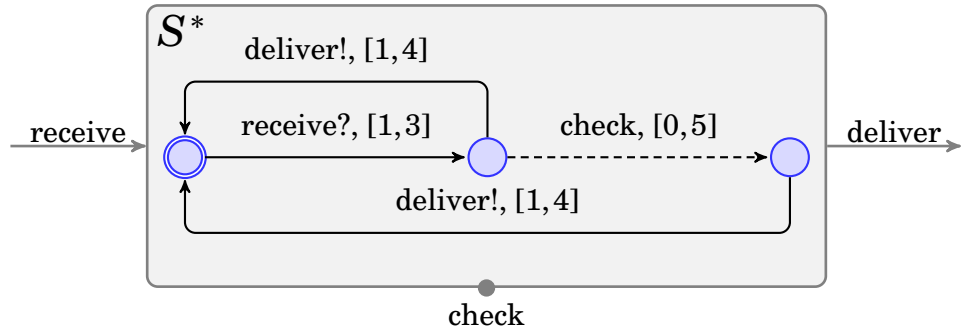 S*
deliver!, [1,4]
receive
receive?, [1,3]
check, [0,5]
deliver
deliver!, [1,4]
check